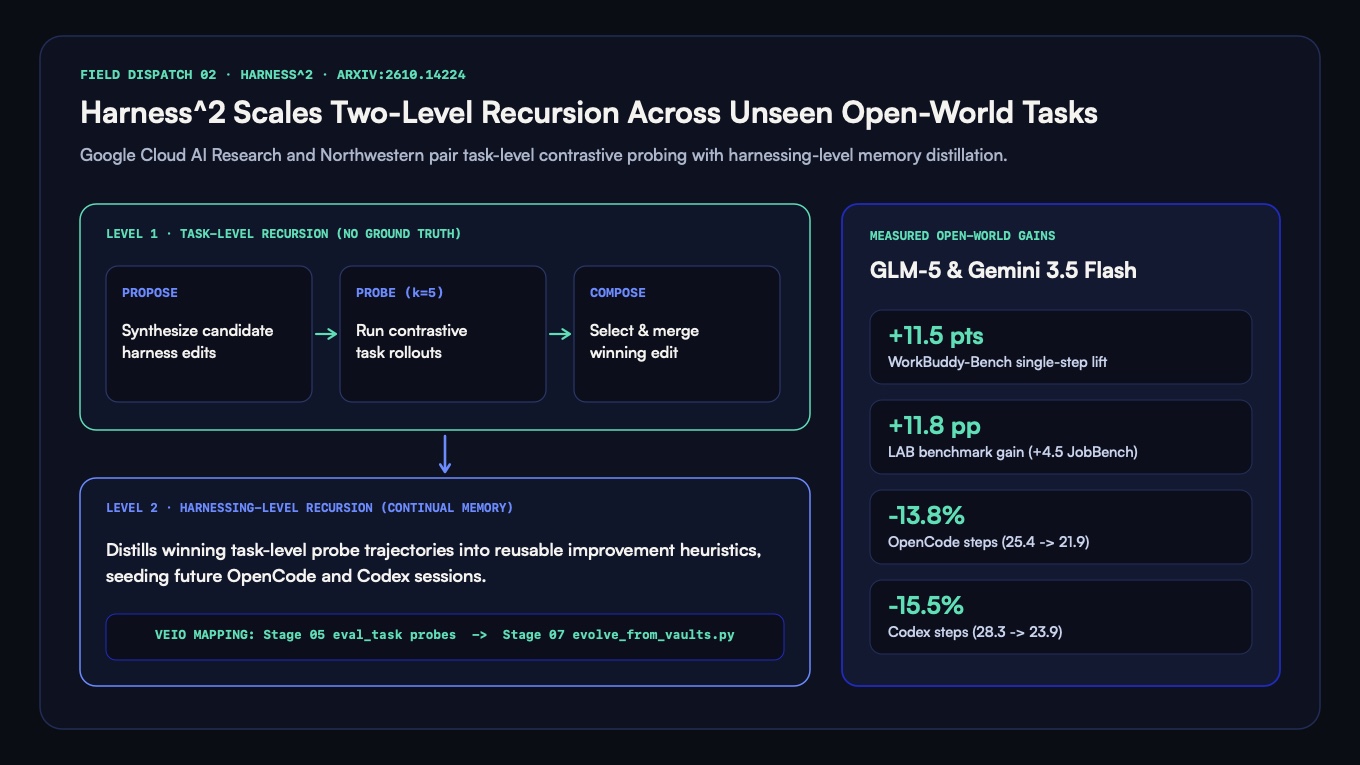 FIELD DISPATCH 02 · HARNESS^2 · ARXIV:2610.14224
Harness^2 Scales Two-Level Recursion Across Unseen Open-World Tasks
Google Cloud AI Research and Northwestern pair task-level contrastive probing with harnessing-level memory distillation.
LEVEL 1 · TASK-LEVEL RECURSION (NO GROUND TRUTH)
PROPOSE
Synthesize candidate
harness edits
PROBE (k=5)
Run contrastive
task rollouts
COMPOSE
Select & merge
winning edit
LEVEL 2 · HARNESSING-LEVEL RECURSION (CONTINUAL MEMORY)
Distills winning task-level probe trajectories into reusable improvement heuristics,
seeding future OpenCode and Codex sessions.
VEIO MAPPING: Stage 05 eval_task probes -> Stage 07 evolve_from_vaults.py
MEASURED OPEN-WORLD GAINS
GLM-5 & Gemini 3.5 Flash
+11.5 pts
WorkBuddy-Bench single-step lift
+11.8 pp
LAB benchmark gain (+4.5 JobBench)
-13.8%
OpenCode steps (25.4 -> 21.9)
-15.5%
Codex steps (28.3 -> 23.9)